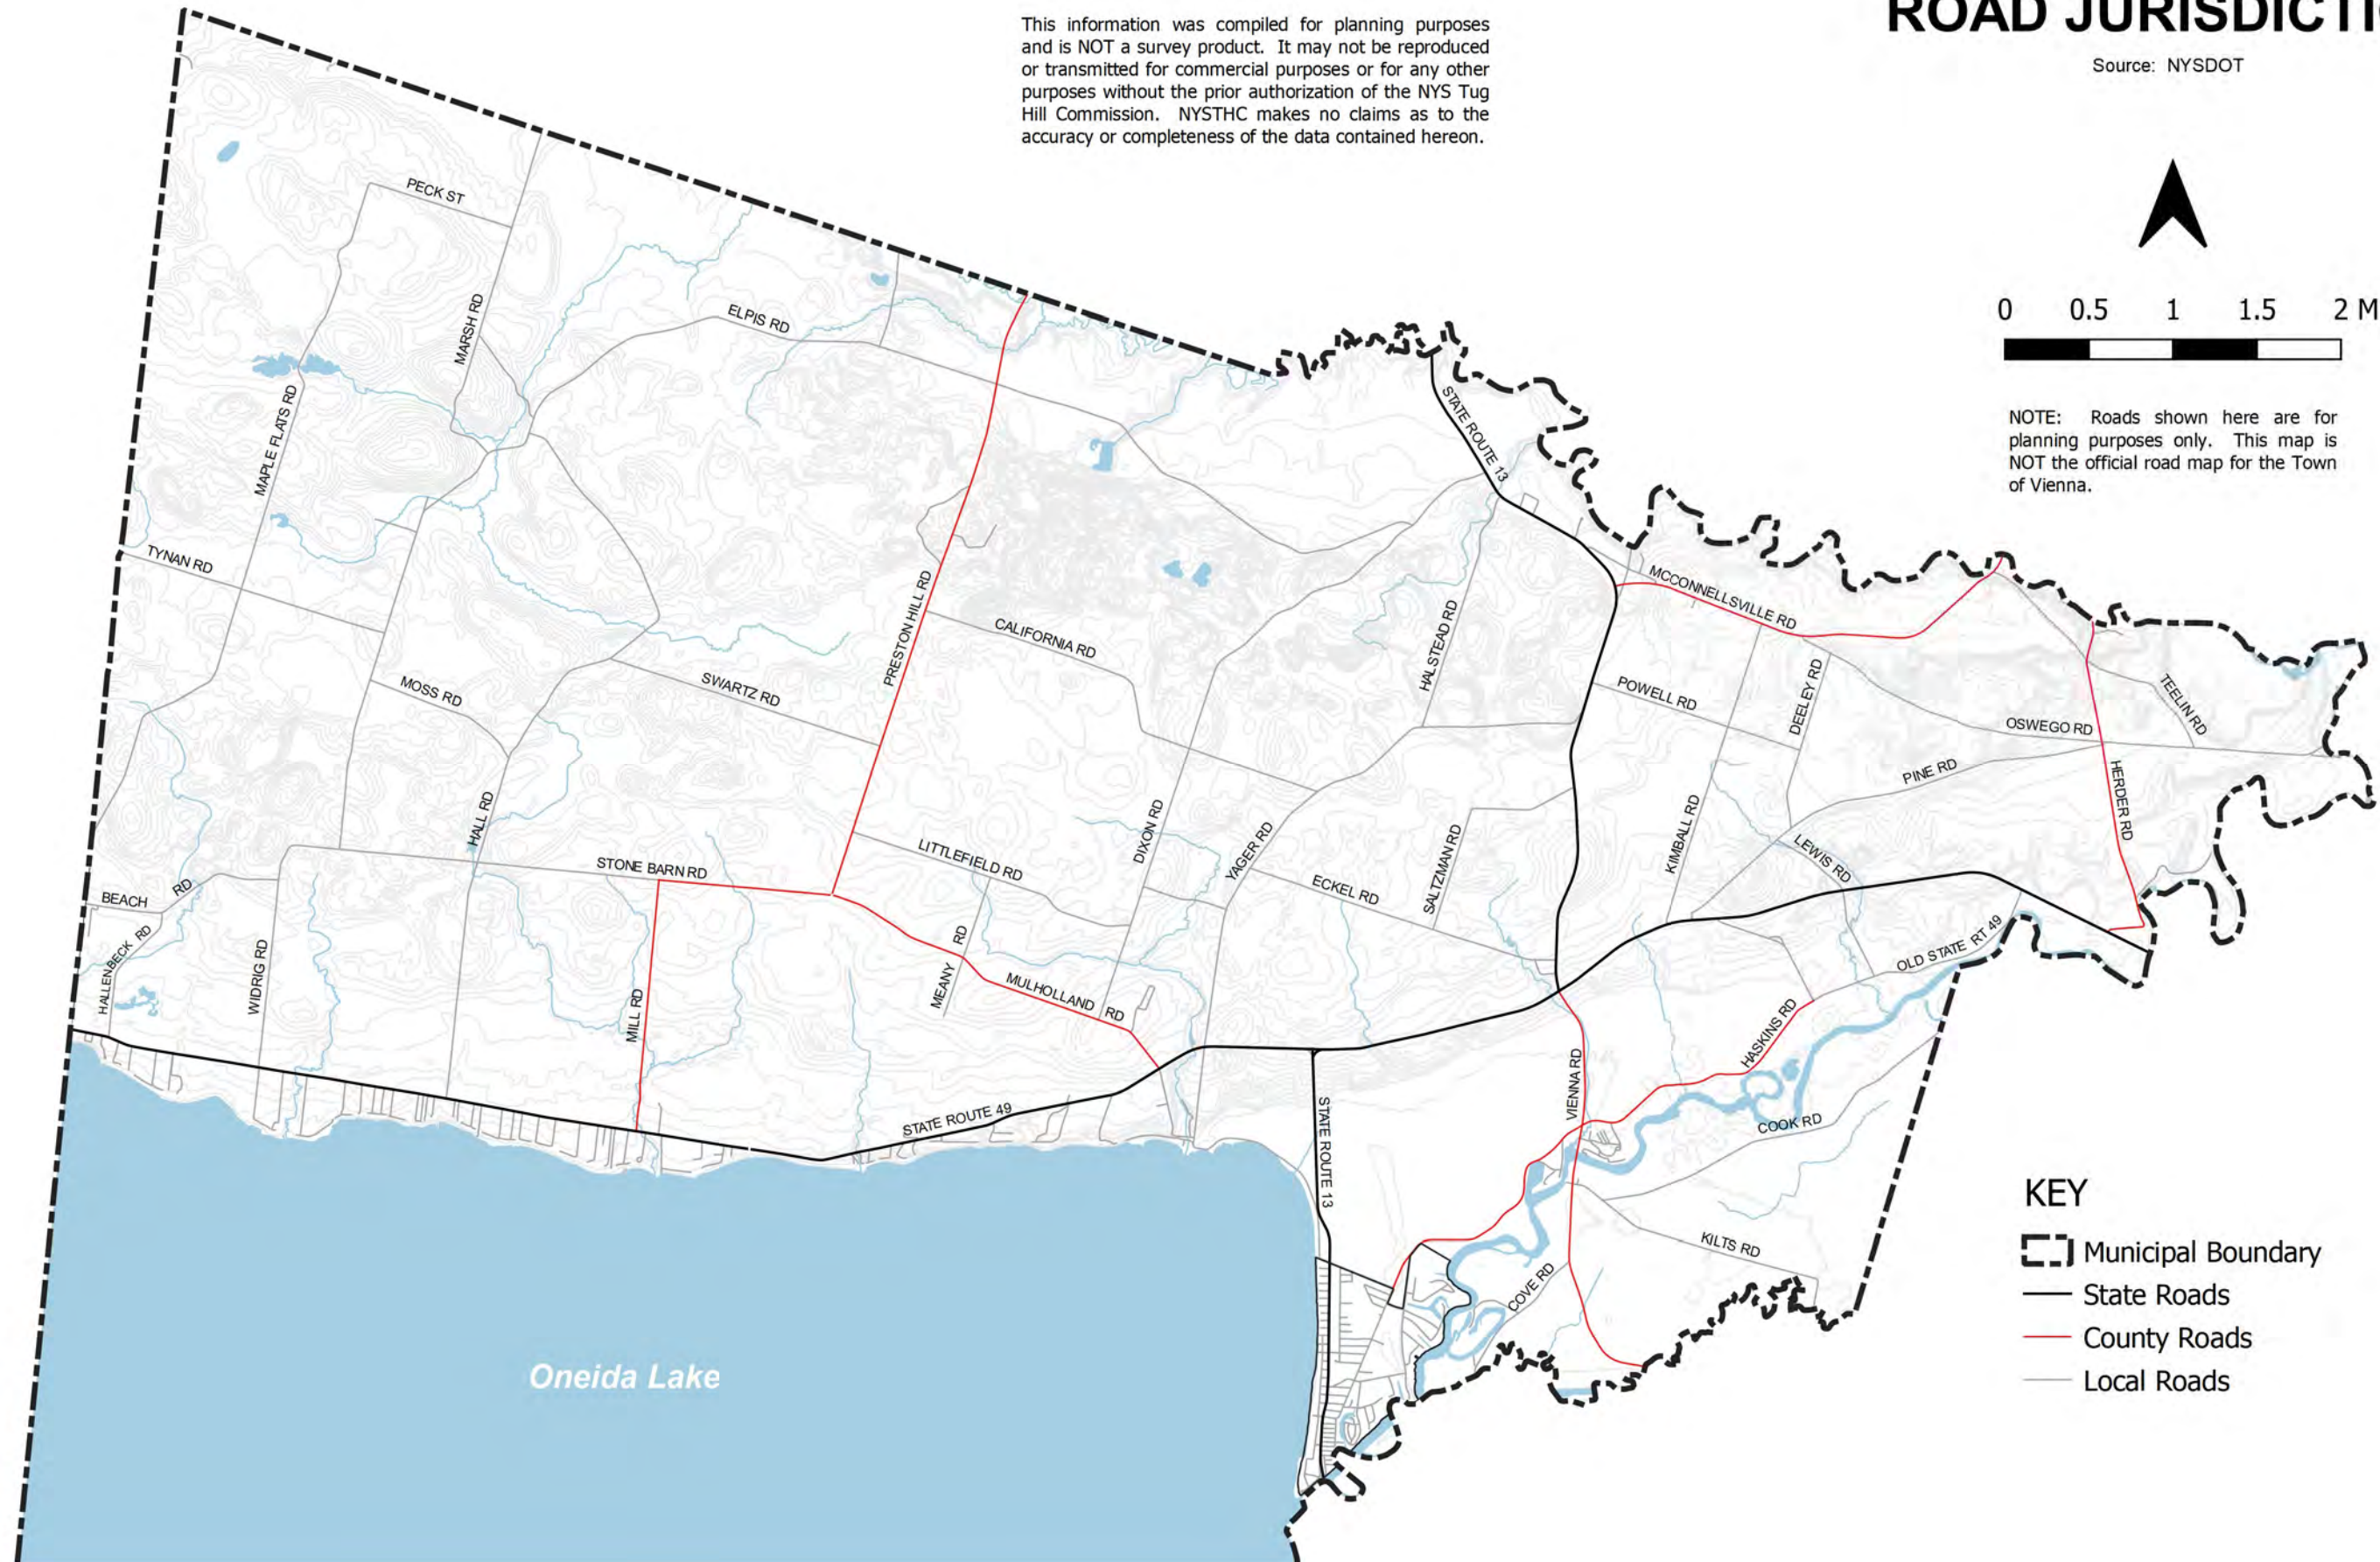 This information was compiled for planning purposes
and is NOT a survey product. It may not be reproduced
or transmitted for commercial purposes or for any other
purposes without the prior authorization of the NYS Tug
Hill Commission. NYSTHC makes no claims as to the
accuracy or completeness of the data contained hereon.
ROAD JURISDICTI
Source: NYSDOT
0 0.5 1 1.5 2 M
NOTE: Roads shown here are for
planning purposes only. This map is
NOT the official road map for the Town
of Vienna.
PECK ST
MARSH RD
ELPIS RD
MAPLE FLATS RD
STATE ROUTE 13
TYNAN RD
MCCONNELLSVILLE RD
PRESTON HILL RD
CALIFORNIA RD
HALSTEAD RD
MOSS RD
SWARTZ RD
POWELL RD
DEELEY RD
TEELIN RD
OSWEGO RD
PINE RD
HERDER RD
HALL RD
DIXON RD
YAGER RD
KIMBALL RD
SALTZMAN RD
LEWIS RD
STONE BARN RD
LITTLEFIELD RD
ECKEL RD
BEACH RD
HALLENBECK RD
WIDRIG RD
MEANY RD
MULHOLLAND RD
OLD STATE RT 49
MILL RD
HASKINS RD
VIENNA RD
STATE ROUTE 49
STATE ROUTE 13
COOK RD
KILTS RD
COVE RD
Oneida Lake
KEY
Municipal Boundary
State Roads
County Roads
Local Roads